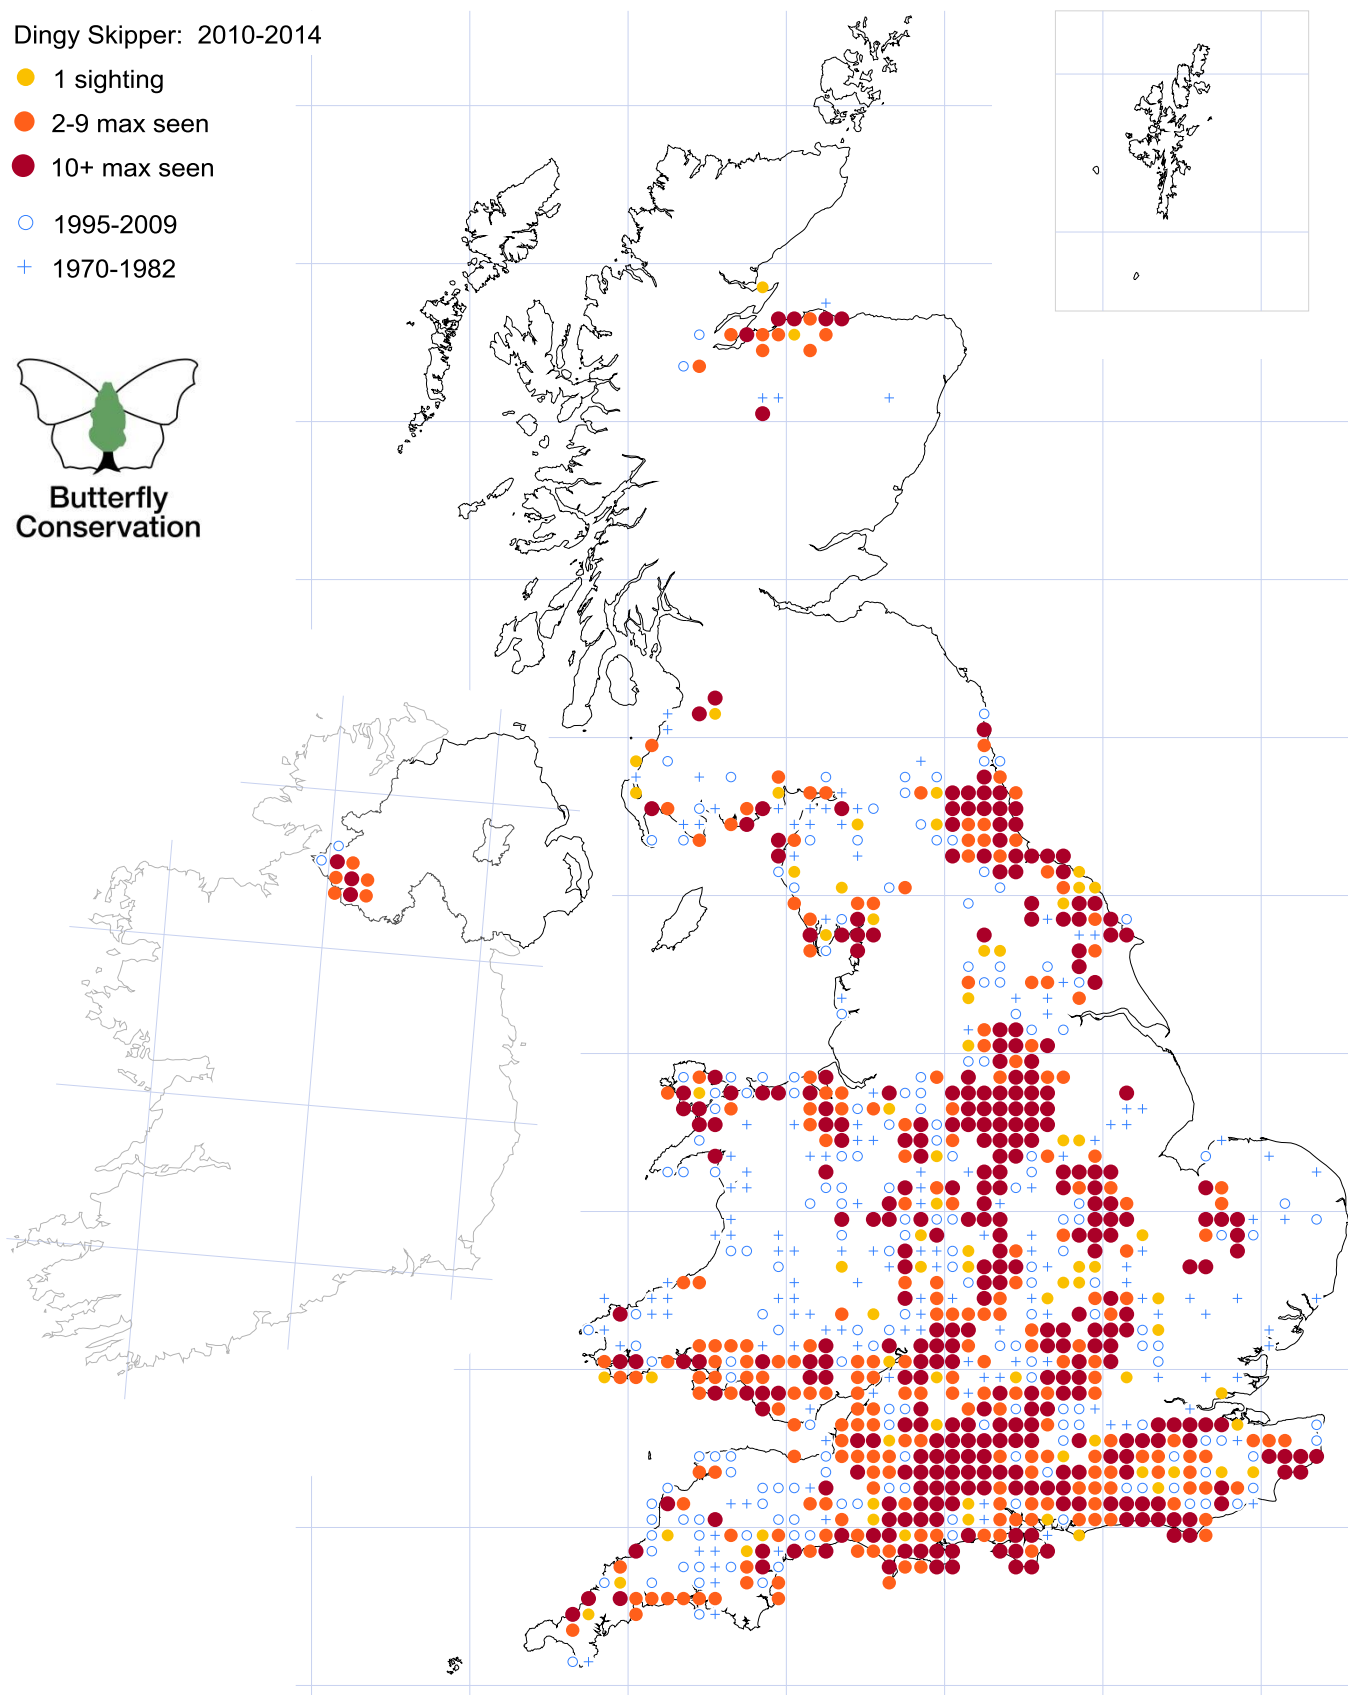 Dingy Skipper: 2010-2014
1 sighting
2-9 max seen
10+ max seen
1995-2009
1970-1982
Butterfly
Conservation